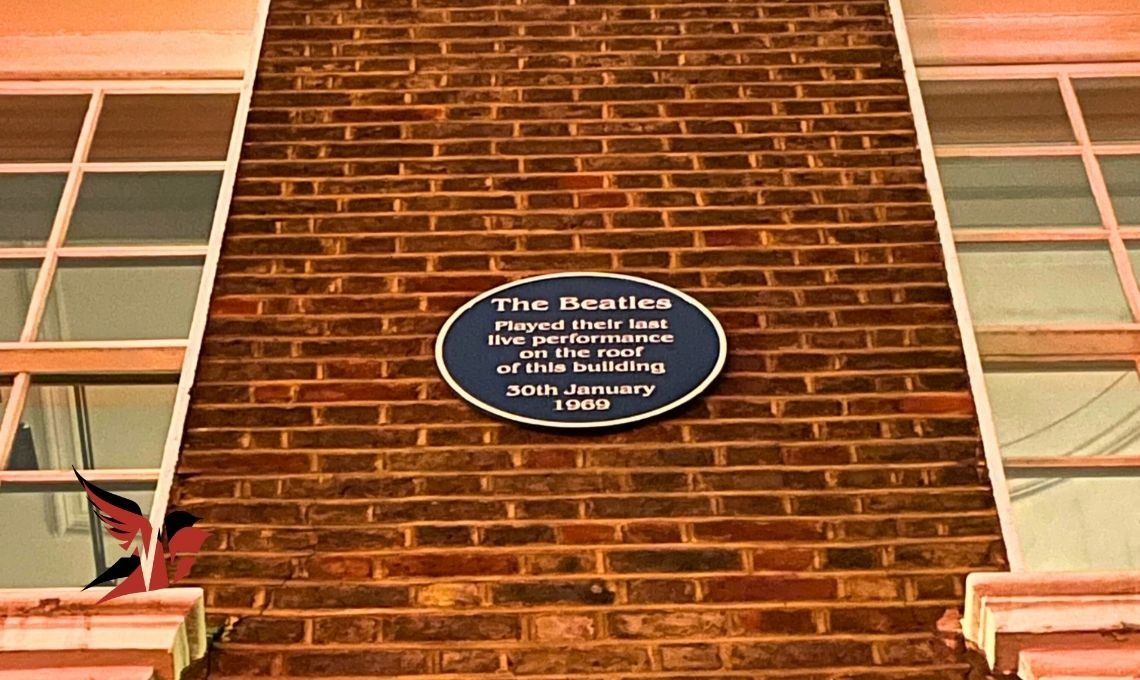 The Beatles
Played their last
live performance
on the roof
of this building
30th January
1969